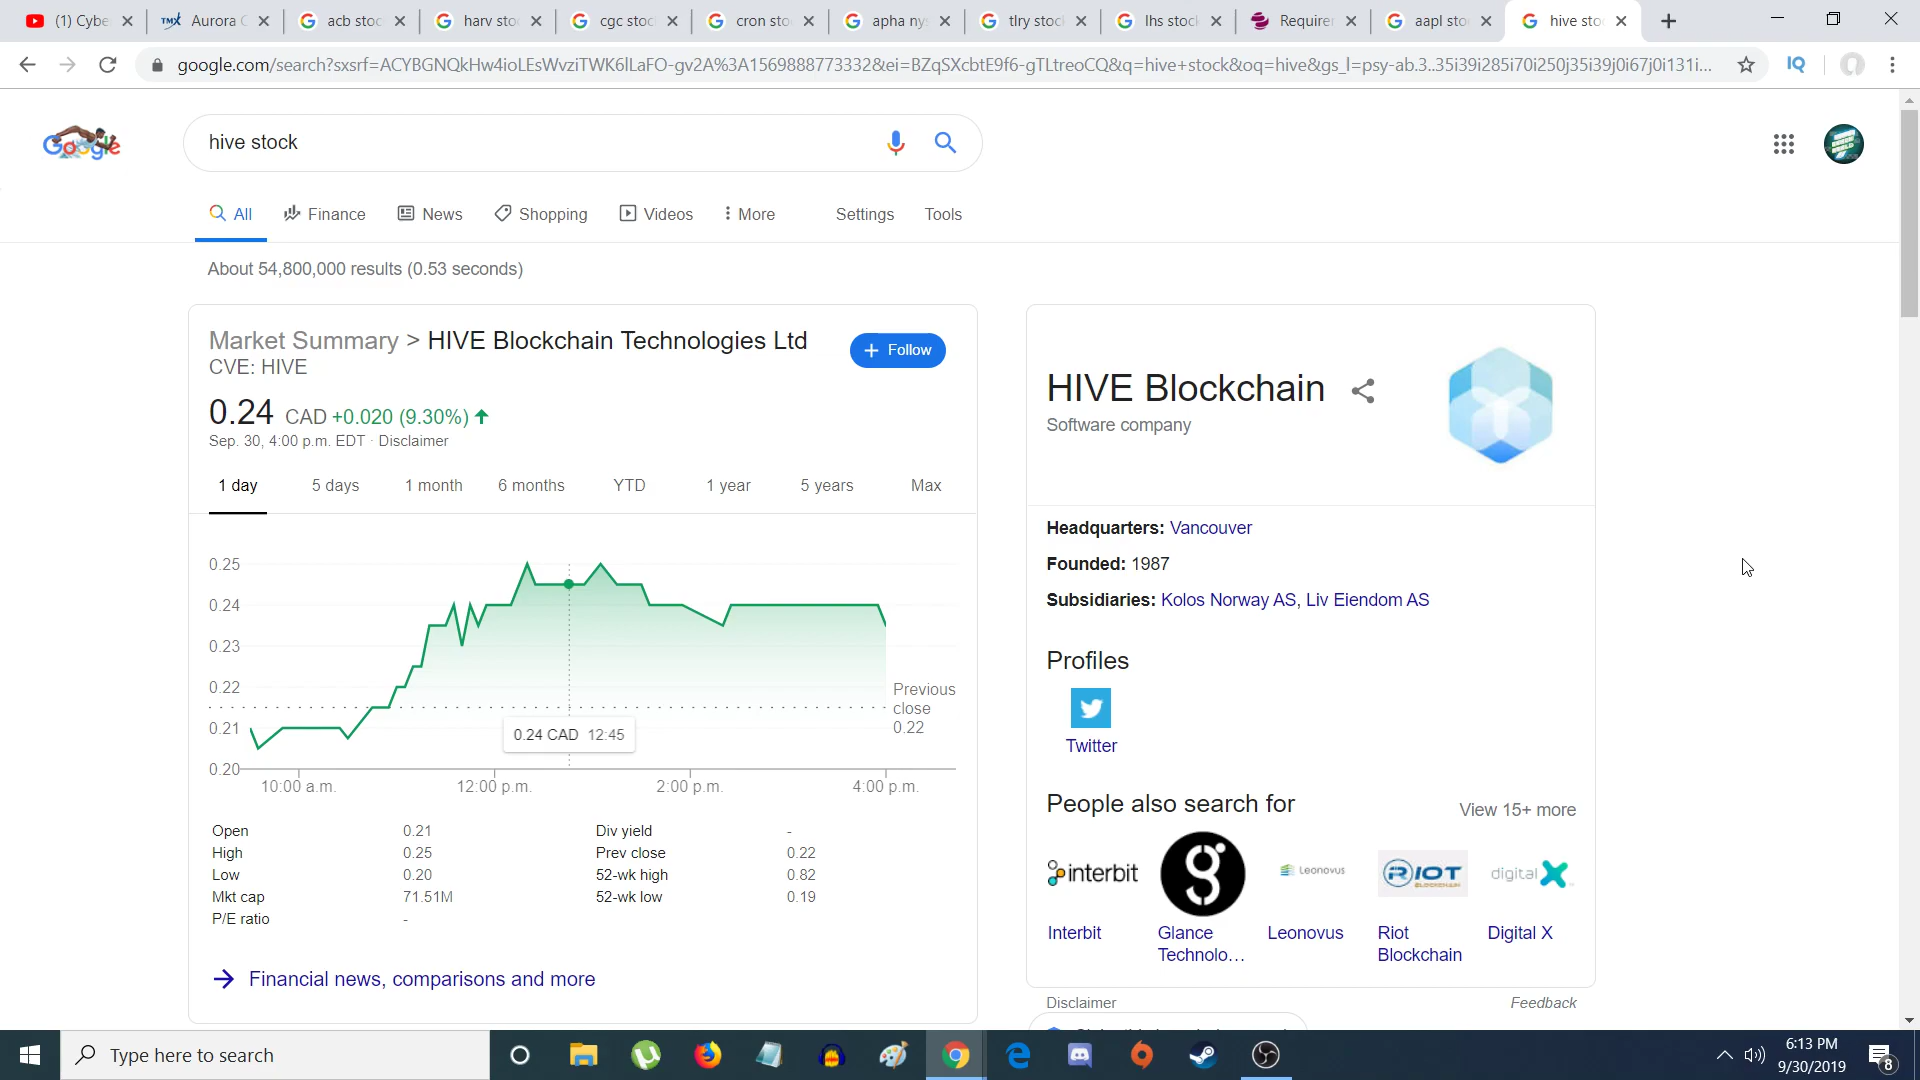 (1) Cybe
TMX Aurora C
acb stoc
harv sto
cgc stoc
cron sto
apha ny
tlry stoc
lhs stoc
Requirer
aapl sto
hive sto
google.com/search?sxsrf=ACYBGNQkHw4ioLEsWvziTWK6lLaFO-gv2A%3A1569888773332&ei=BZqSXcbtE9f6-gTLtreoCQ&q=hive+stock&oq=hive&gs_l=psy-ab.3..35i39i285i70i250j35i39j0i67j0i131i...
IQ
Google
hive stock
All
Finance
News
Shopping
Videos
More
Settings
Tools
About 54,800,000 results (0.53 seconds)
Market Summary > HIVE Blockchain Technologies Ltd
CVE: HIVE
Follow
0.24 CAD +0.020 (9.30%)
Sep. 30, 4:00 p.m. EDT · Disclaimer
1 day
5 days
1 month
6 months
YTD
1 year
5 years
Max
0.25
0.24
0.23
0.22
0.21
0.20
Previous
close
0.22
0.24 CAD 12:45
10:00 a.m.
12:00 p.m.
2:00 p.m.
4:00 p.m.
Open 0.21 Div yield -
High 0.25 Prev close 0.22
Low 0.20 52-wk high 0.82
Mkt cap 71.51M 52-wk low 0.19
P/E ratio -
Financial news, comparisons and more
HIVE Blockchain
Software company
Headquarters: Vancouver
Founded: 1987
Subsidiaries: Kolos Norway AS, Liv Eiendom AS
Profiles
Twitter
People also search for
View 15+ more
interbit
Leonovus
RIOT
BLOCKCHAIN
digital X
Interbit
Glance
Technolo...
Leonovus
Riot
Blockchain
Digital X
Disclaimer
Feedback
Type here to search
6:13 PM
9/30/2019
8